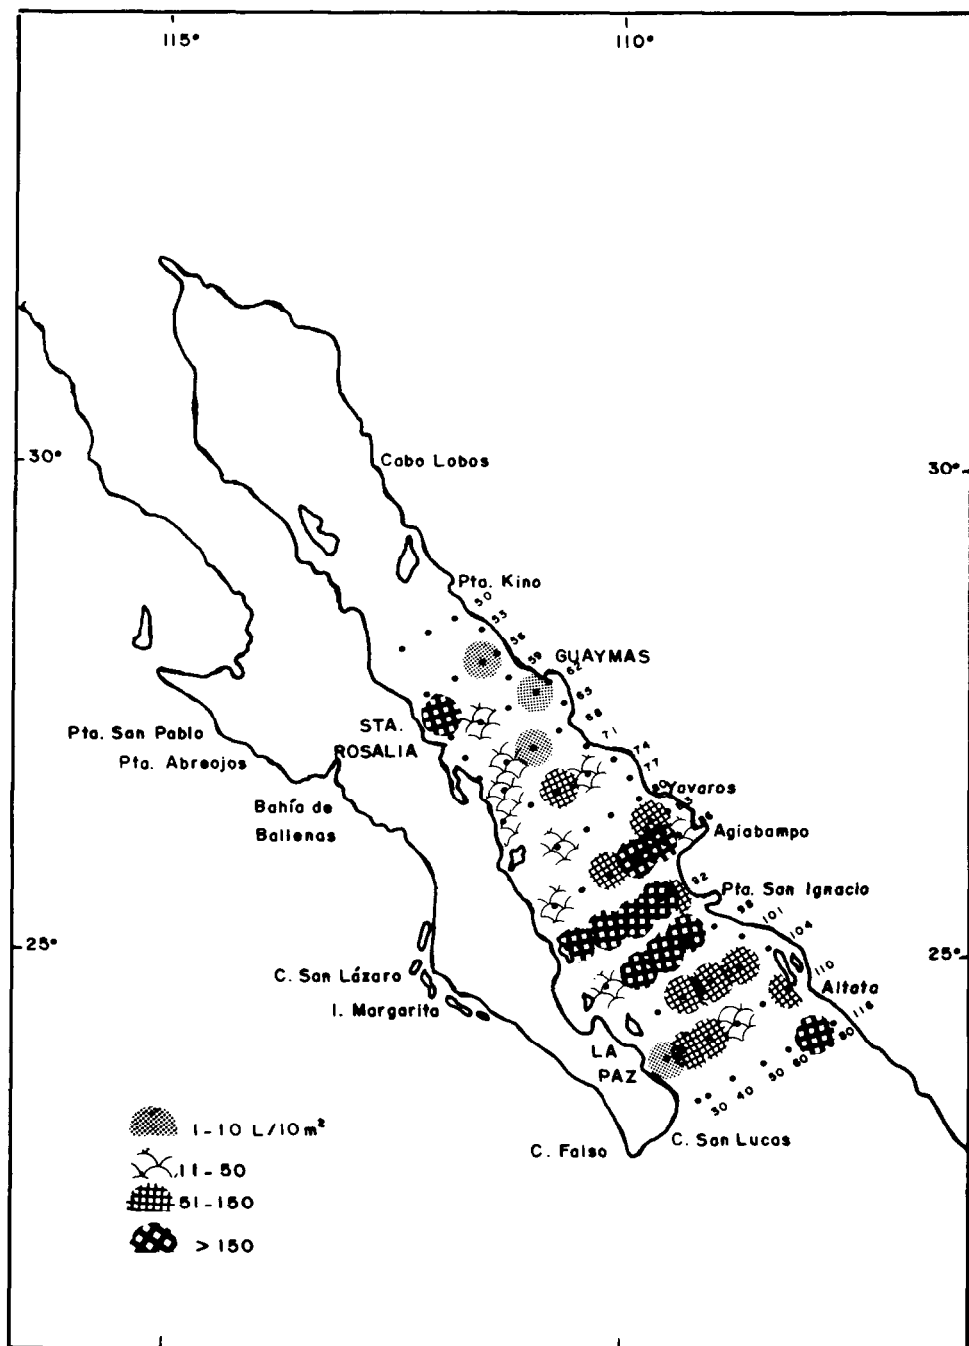 115°
110°
30°
30°
Cabo Lobos
Pta. Kino
50
53
56
59
GUAYMAS
62
65
68
71
74
77
STA.
ROSALIA
Pta. San Pablo
Pta. Abreojos
80
Yavaros
Agiabampo
Bahía de
Ballenas
92
Pta. San Ignacio
98
101
104
25°
25°
110
Altata
C. San Lázaro
I. Margarita
116
LA
PAZ
30
40
50
60
80
C. San Lucas
C. Falso
1-10 L/10m²
11-50
51-150
> 150